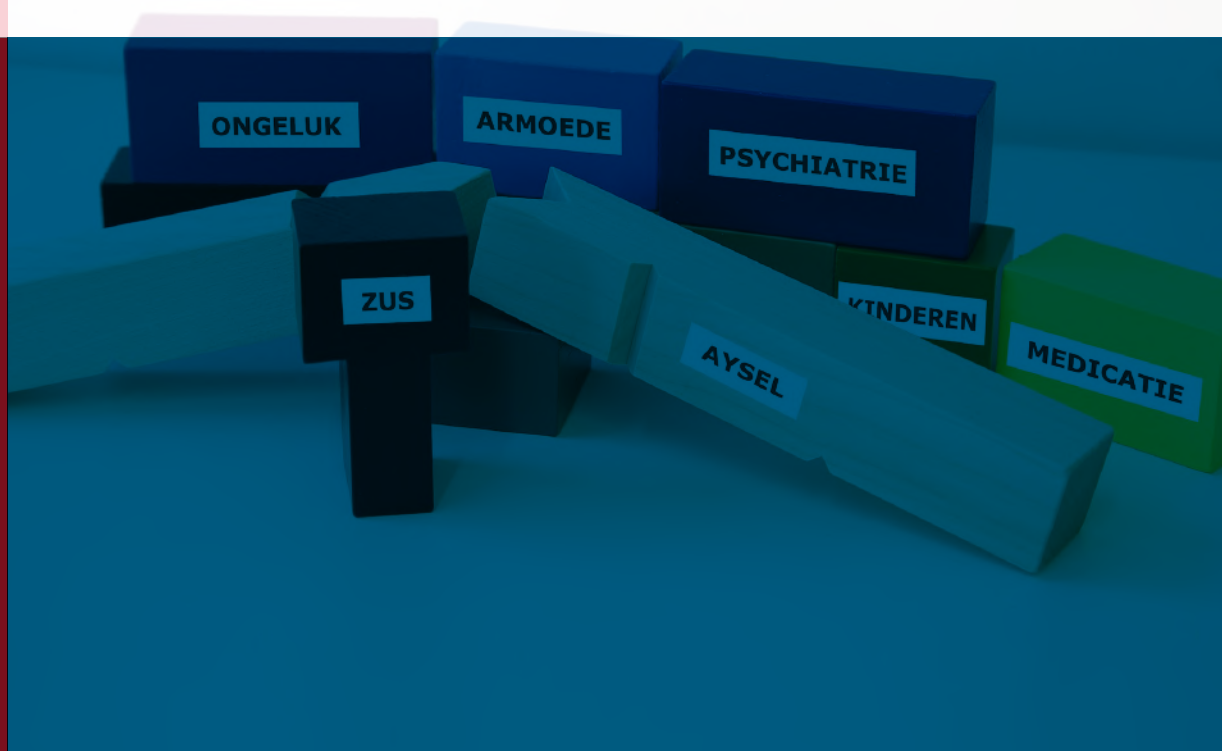 ONGELUK
ARMOEDE
PSYCHIATRIE
ZUS
KINDEREN
AYSEL
MEDICATIE